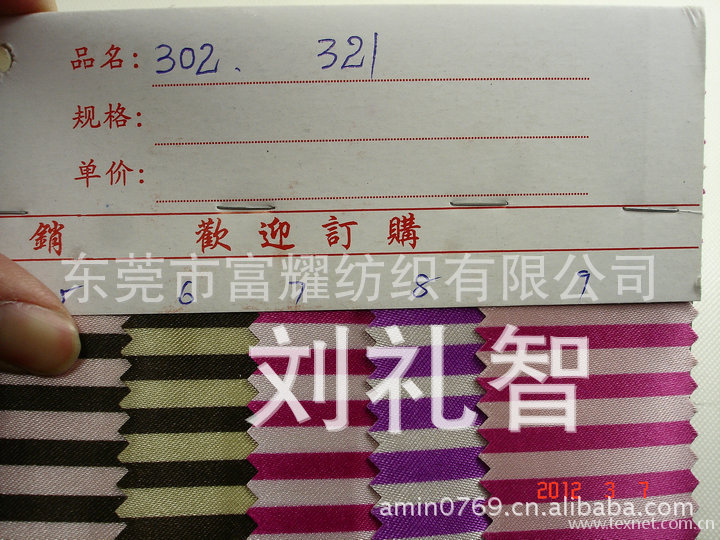 品名: 302、 321
规格:
单价:
銷 歡迎訂購
东莞市富耀纺织有限公司
5 6 7 8 9
刘礼智
2012 3 7
amin0769.cn.alibaba.com
www.texnet.com.cn